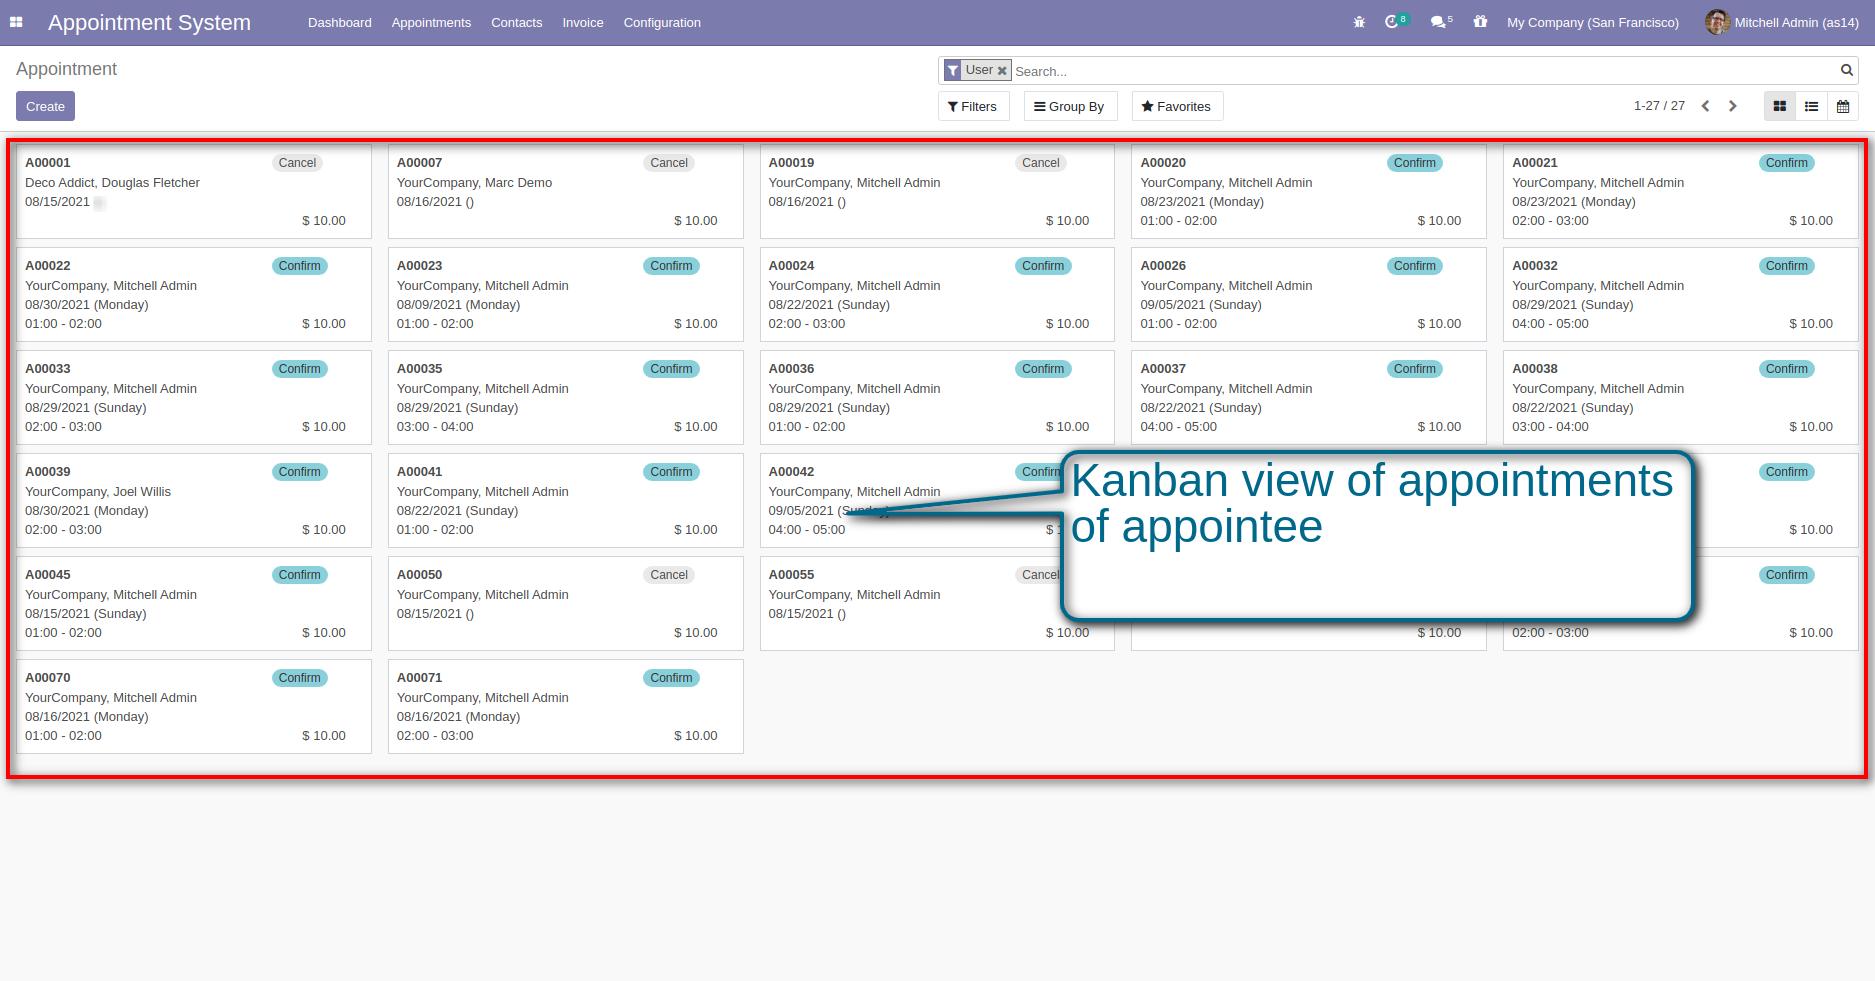 Appointment System Dashboard Appointments Contacts Invoice Configuration 8 5 My Company (San Francisco) Mitchell Admin (as14)
Appointment User Search...
Create Filters Group By Favorites 1-27 / 27
A00001 Cancel A00007 Cancel A00019 Cancel A00020 Confirm A00021 Confirm
Deco Addict, Douglas Fletcher YourCompany, Marc Demo YourCompany, Mitchell Admin YourCompany, Mitchell Admin YourCompany, Mitchell Admin
08/15/2021 08/16/2021 () 08/16/2021 () 08/23/2021 (Monday) 08/23/2021 (Monday)
$ 10.00 $ 10.00 $ 10.00 01:00 - 02:00 $ 10.00 02:00 - 03:00 $ 10.00
A00022 Confirm A00023 Confirm A00024 Confirm A00026 Confirm A00032 Confirm
YourCompany, Mitchell Admin YourCompany, Mitchell Admin YourCompany, Mitchell Admin YourCompany, Mitchell Admin YourCompany, Mitchell Admin
08/30/2021 (Monday) 08/09/2021 (Monday) 08/22/2021 (Sunday) 09/05/2021 (Sunday) 08/29/2021 (Sunday)
01:00 - 02:00 $ 10.00 01:00 - 02:00 $ 10.00 02:00 - 03:00 $ 10.00 01:00 - 02:00 $ 10.00 04:00 - 05:00 $ 10.00
A00033 Confirm A00035 Confirm A00036 Confirm A00037 Confirm A00038 Confirm
YourCompany, Mitchell Admin YourCompany, Mitchell Admin YourCompany, Mitchell Admin YourCompany, Mitchell Admin YourCompany, Mitchell Admin
08/29/2021 (Sunday) 08/29/2021 (Sunday) 08/29/2021 (Sunday) 08/22/2021 (Sunday) 08/22/2021 (Sunday)
02:00 - 03:00 $ 10.00 03:00 - 04:00 $ 10.00 01:00 - 02:00 $ 10.00 04:00 - 05:00 $ 10.00 03:00 - 04:00 $ 10.00
A00039 Confirm A00041 Confirm A00042 Confirm Confirm
YourCompany, Joel Willis YourCompany, Mitchell Admin YourCompany, Mitchell Admin
08/30/2021 (Monday) 08/22/2021 (Sunday) 09/05/2021 (Sunday)
02:00 - 03:00 $ 10.00 01:00 - 02:00 $ 10.00 04:00 - 05:00 $ $ 10.00
Kanban view of appointments
of appointee
A00045 Confirm A00050 Cancel A00055 Cancel Confirm
YourCompany, Mitchell Admin YourCompany, Mitchell Admin YourCompany, Mitchell Admin
08/15/2021 (Sunday) 08/15/2021 () 08/15/2021 ()
01:00 - 02:00 $ 10.00 $ 10.00 $ 10.00 $ 10.00 02:00 - 03:00 $ 10.00
A00070 Confirm A00071 Confirm
YourCompany, Mitchell Admin YourCompany, Mitchell Admin
08/16/2021 (Monday) 08/16/2021 (Monday)
01:00 - 02:00 $ 10.00 02:00 - 03:00 $ 10.00